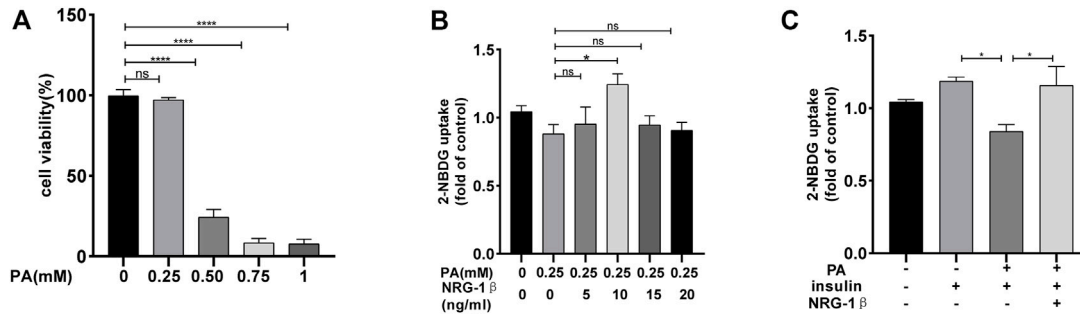 A
cell viability(%)
150
100
50
0
****
****
****
ns
PA(mM)
0 0.25 0.50 0.75 1
B
2-NBDG uptake
(fold of control)
1.5
1.0
0.5
0.0
ns
ns
*
ns
PA(mM) 0 0.25 0.25 0.25 0.25 0.25
NRG-1β
(ng/ml) 0 0 5 10 15 20
C
2-NBDG uptake
(fold of control)
1.5
1.0
0.5
0.0
* *
PA - - + +
insulin - + + +
NRG-1β - - - +